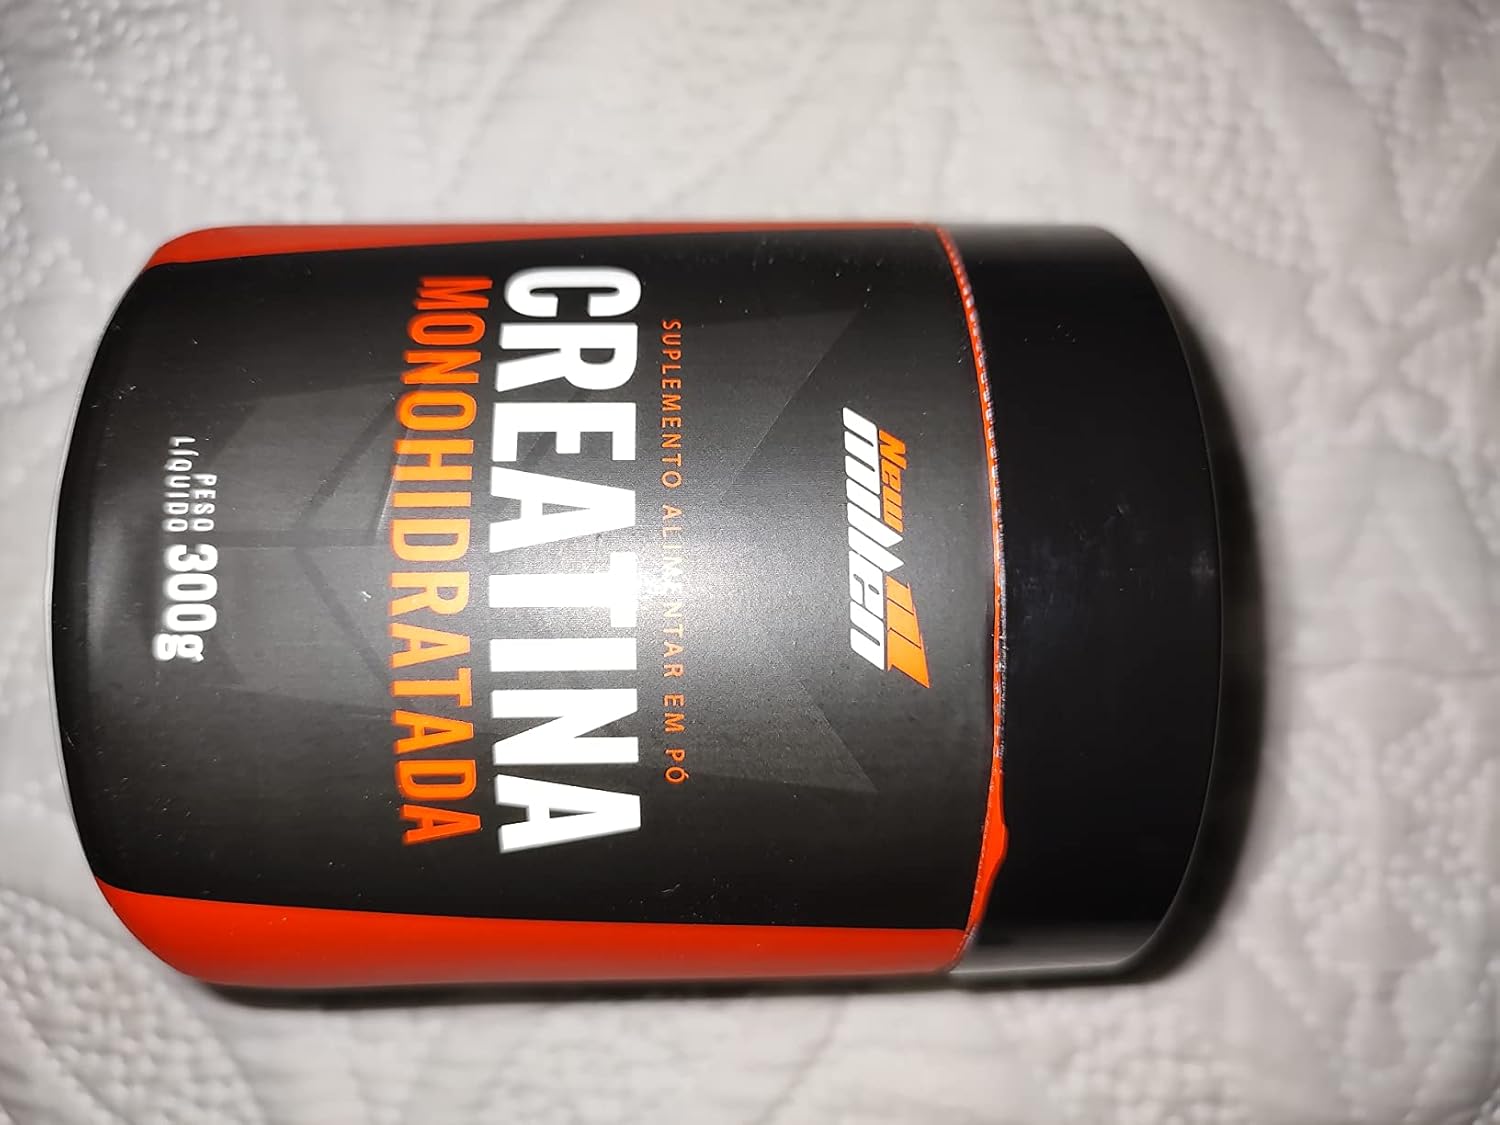 New
millen
SUPLEMENTO ALIMENTAR EM PÓ
CREATINA
MONOHIDRATADA
PESO
LÍQUIDO 300g